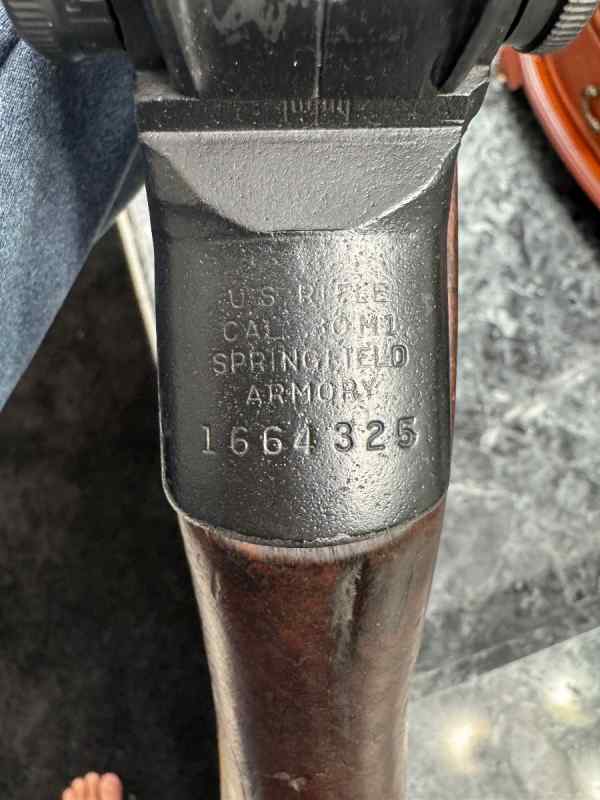 U.S. RIFLE
CAL. .30 M1
SPRINGFIELD
ARMORY
1664325